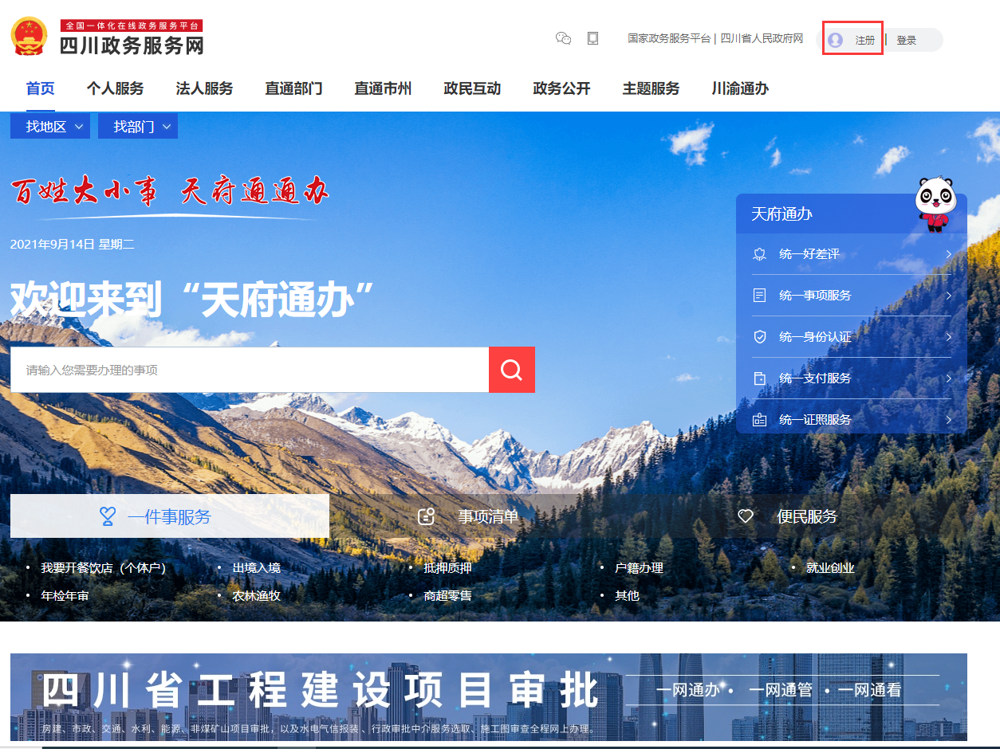 全国一体化在线政务服务平台
四川政务服务网
国家政务服务平台 | 四川省人民政府网
注册
登录
首页 个人服务 法人服务 直通部门 直通市州 政民互动 政务公开 主题服务 川渝通办
找地区 找部门
百姓大小事 天府通通办
2021年9月14日 星期二
欢迎来到“天府通办”
请输入您需要办理的事项
天府通办
统一好差评
统一事项服务
统一身份认证
统一支付服务
统一证照服务
一件事服务 事项清单 便民服务
• 我要开餐饮店（个体户） • 出境入境 • 抵押质押 • 户籍办理 • 就业创业
• 年检年审 • 农林渔牧 • 商超零售 • 其他
四川省工程建设项目审批
一网通办 • 一网通管 • 一网通看
房建、市政、交通、水利、能源、非煤矿山项目审批，以及水电气信报装、行政审批中介服务选取、施工图审查全程网上办理。